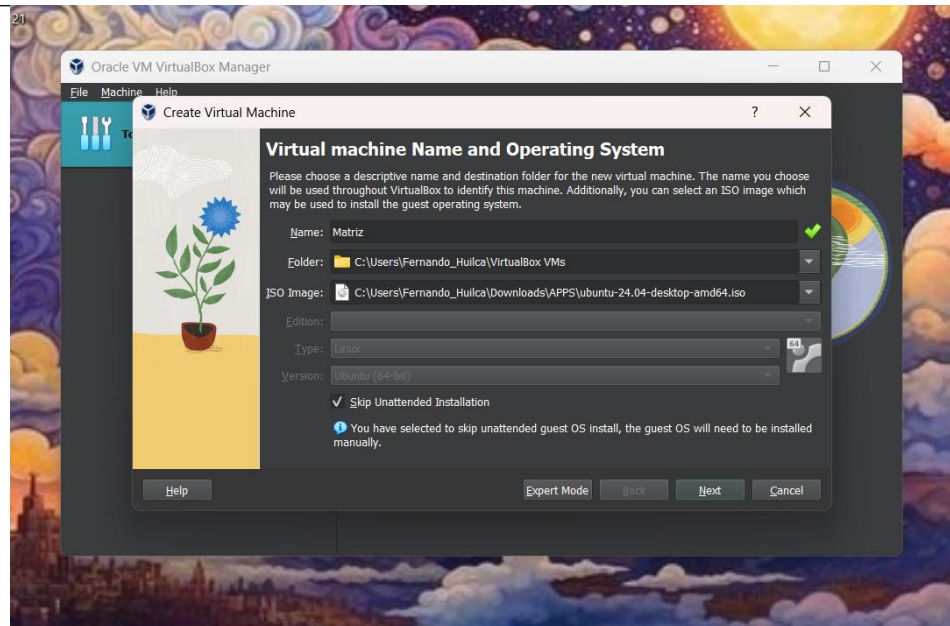 21
Oracle VM VirtualBox Manager
File Machine Help
To
Create Virtual Machine ?
Virtual machine Name and Operating System
Please choose a descriptive name and destination folder for the new virtual machine. The name you choose
will be used throughout VirtualBox to identify this machine. Additionally, you can select an ISO image which
may be used to install the guest operating system.
Name: Matriz
Folder: C:\Users\Fernando_Huilca\VirtualBox VMs
ISO Image: C:\Users\Fernando_Huilca\Downloads\APPS\ubuntu-24.04-desktop-amd64.iso
Edition:
Type: Linux
64
Version: Ubuntu (64-bit)
Skip Unattended Installation
You have selected to skip unattended guest OS install, the guest OS will need to be installed
manually.
Help Expert Mode Back Next Cancel